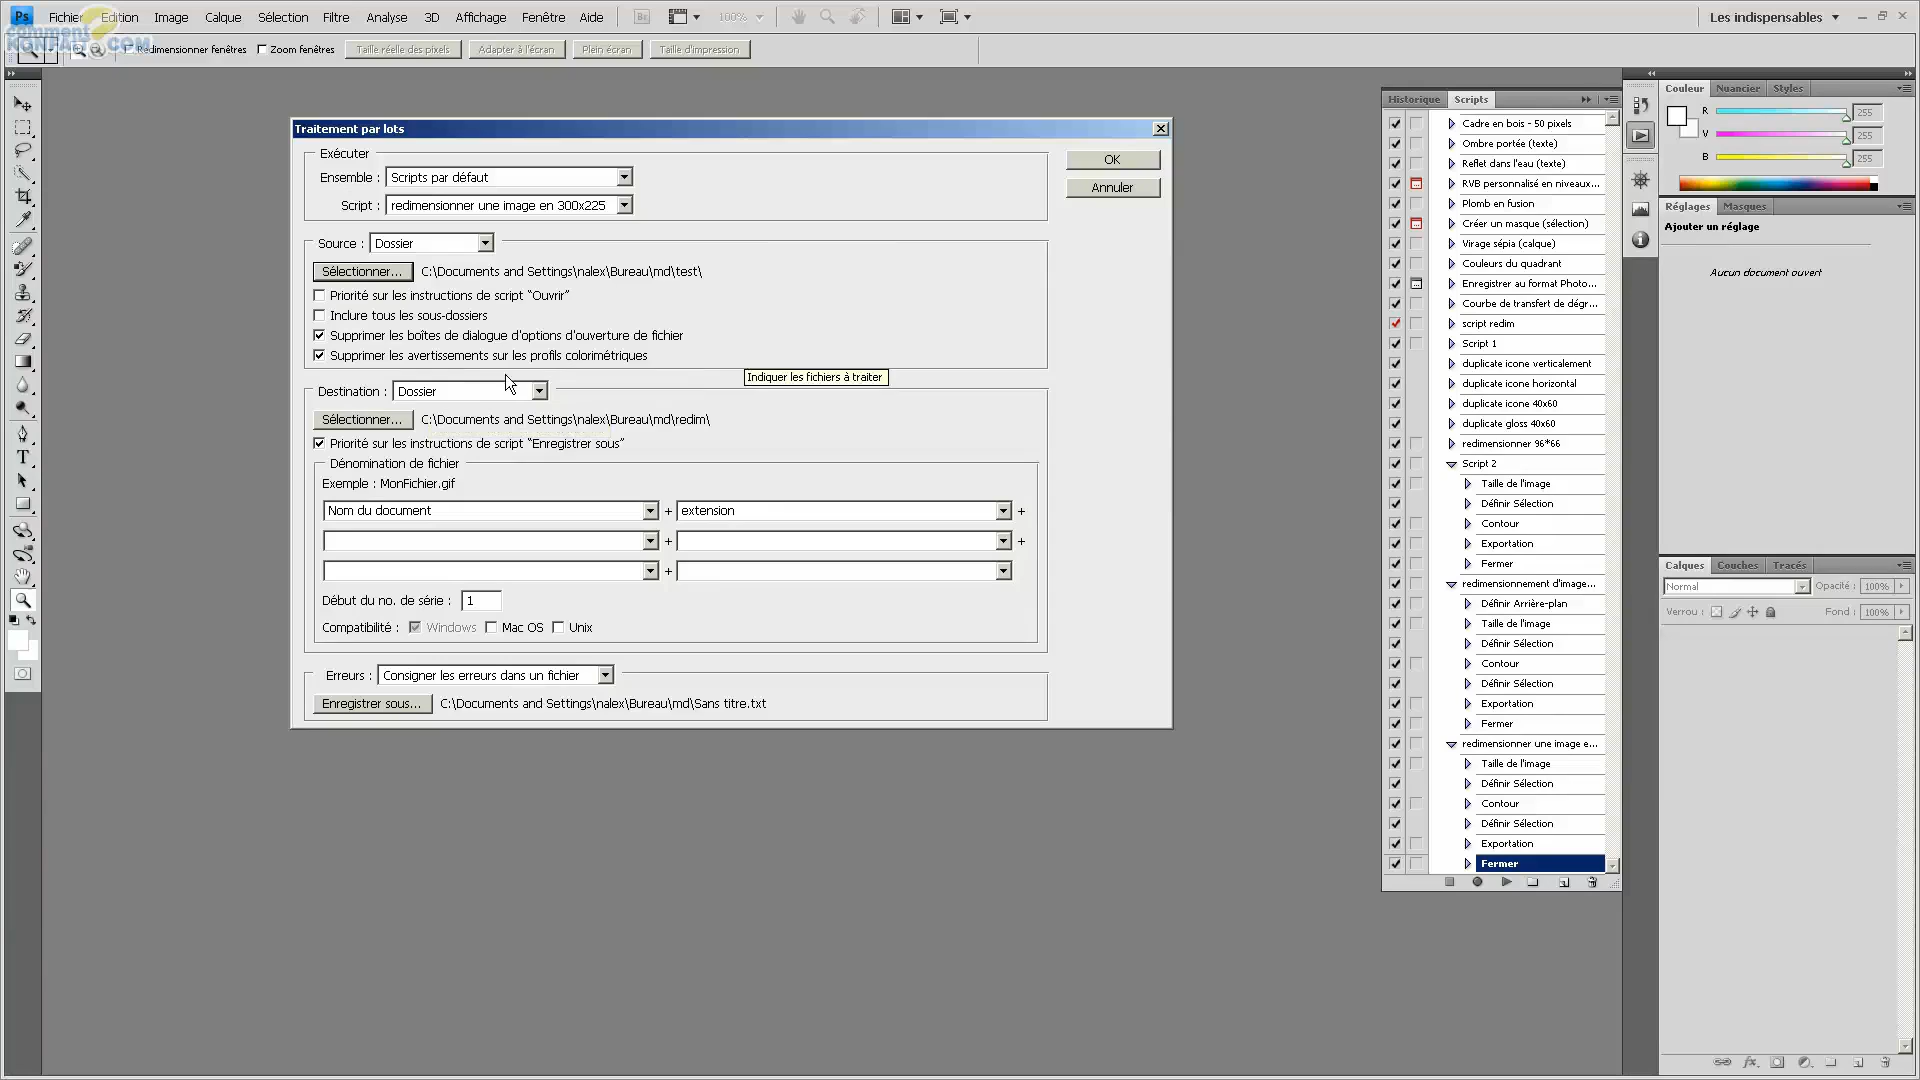 Ps Fichier Edition Image Calque Sélection Filtre Analyse 3D Affichage Fenêtre Aide Br 100% Les indispensables
comment
Redimensionner fenêtres Zoom fenêtres Taille réelle des pixels Adapter à l'écran Plein écran Taille d'impression
Traitement par lots
Exécuter
Ensemble : Scripts par défaut
Script : redimensionner une image en 300x225
OK
Annuler
Source : Dossier
Sélectionner... C:\Documents and Settings\nalex\Bureau\md\test\
Priorité sur les instructions de script "Ouvrir"
Inclure tous les sous-dossiers
Supprimer les boîtes de dialogue d'options d'ouverture de fichier
Supprimer les avertissements sur les profils colorimétriques
Indiquer les fichiers à traiter
Destination : Dossier
Sélectionner... C:\Documents and Settings\nalex\Bureau\md\redim\
Priorité sur les instructions de script "Enregistrer sous"
Dénomination de fichier
Exemple : MonFichier.gif
Nom du document + extension +
+ +
+
Début du no. de série : 1
Compatibilité : Windows Mac OS Unix
Erreurs : Consigner les erreurs dans un fichier
Enregistrer sous... C:\Documents and Settings\nalex\Bureau\md\Sans titre.txt
Historique Scripts
Cadre en bois - 50 pixels
Ombre portée (texte)
Reflet dans l'eau (texte)
RVB personnalisé en niveaux...
Plomb en fusion
Créer un masque (sélection)
Virage sépia (calque)
Couleurs du quadrant
Enregistrer au format Photo...
Courbe de transfert de dégr...
script redim
Script 1
duplicate icone verticalement
duplicate icone horizontal
duplicate icone 40x60
duplicate gloss 40x60
redimensionner 96*66
Script 2
Taille de l'image
Définir Sélection
Contour
Exportation
Fermer
redimensionnement d'image...
Définir Arrière-plan
Taille de l'image
Définir Sélection
Contour
Définir Sélection
Exportation
Fermer
redimensionner une image e...
Taille de l'image
Définir Sélection
Contour
Définir Sélection
Exportation
Fermer
Couleur Nuancier Styles
R 255
V 255
B 255
Réglages Masques
Ajouter un réglage
Aucun document ouvert
Calques Couches Tracés
Normal Opacité : 100%
Verrou : Fond : 100%